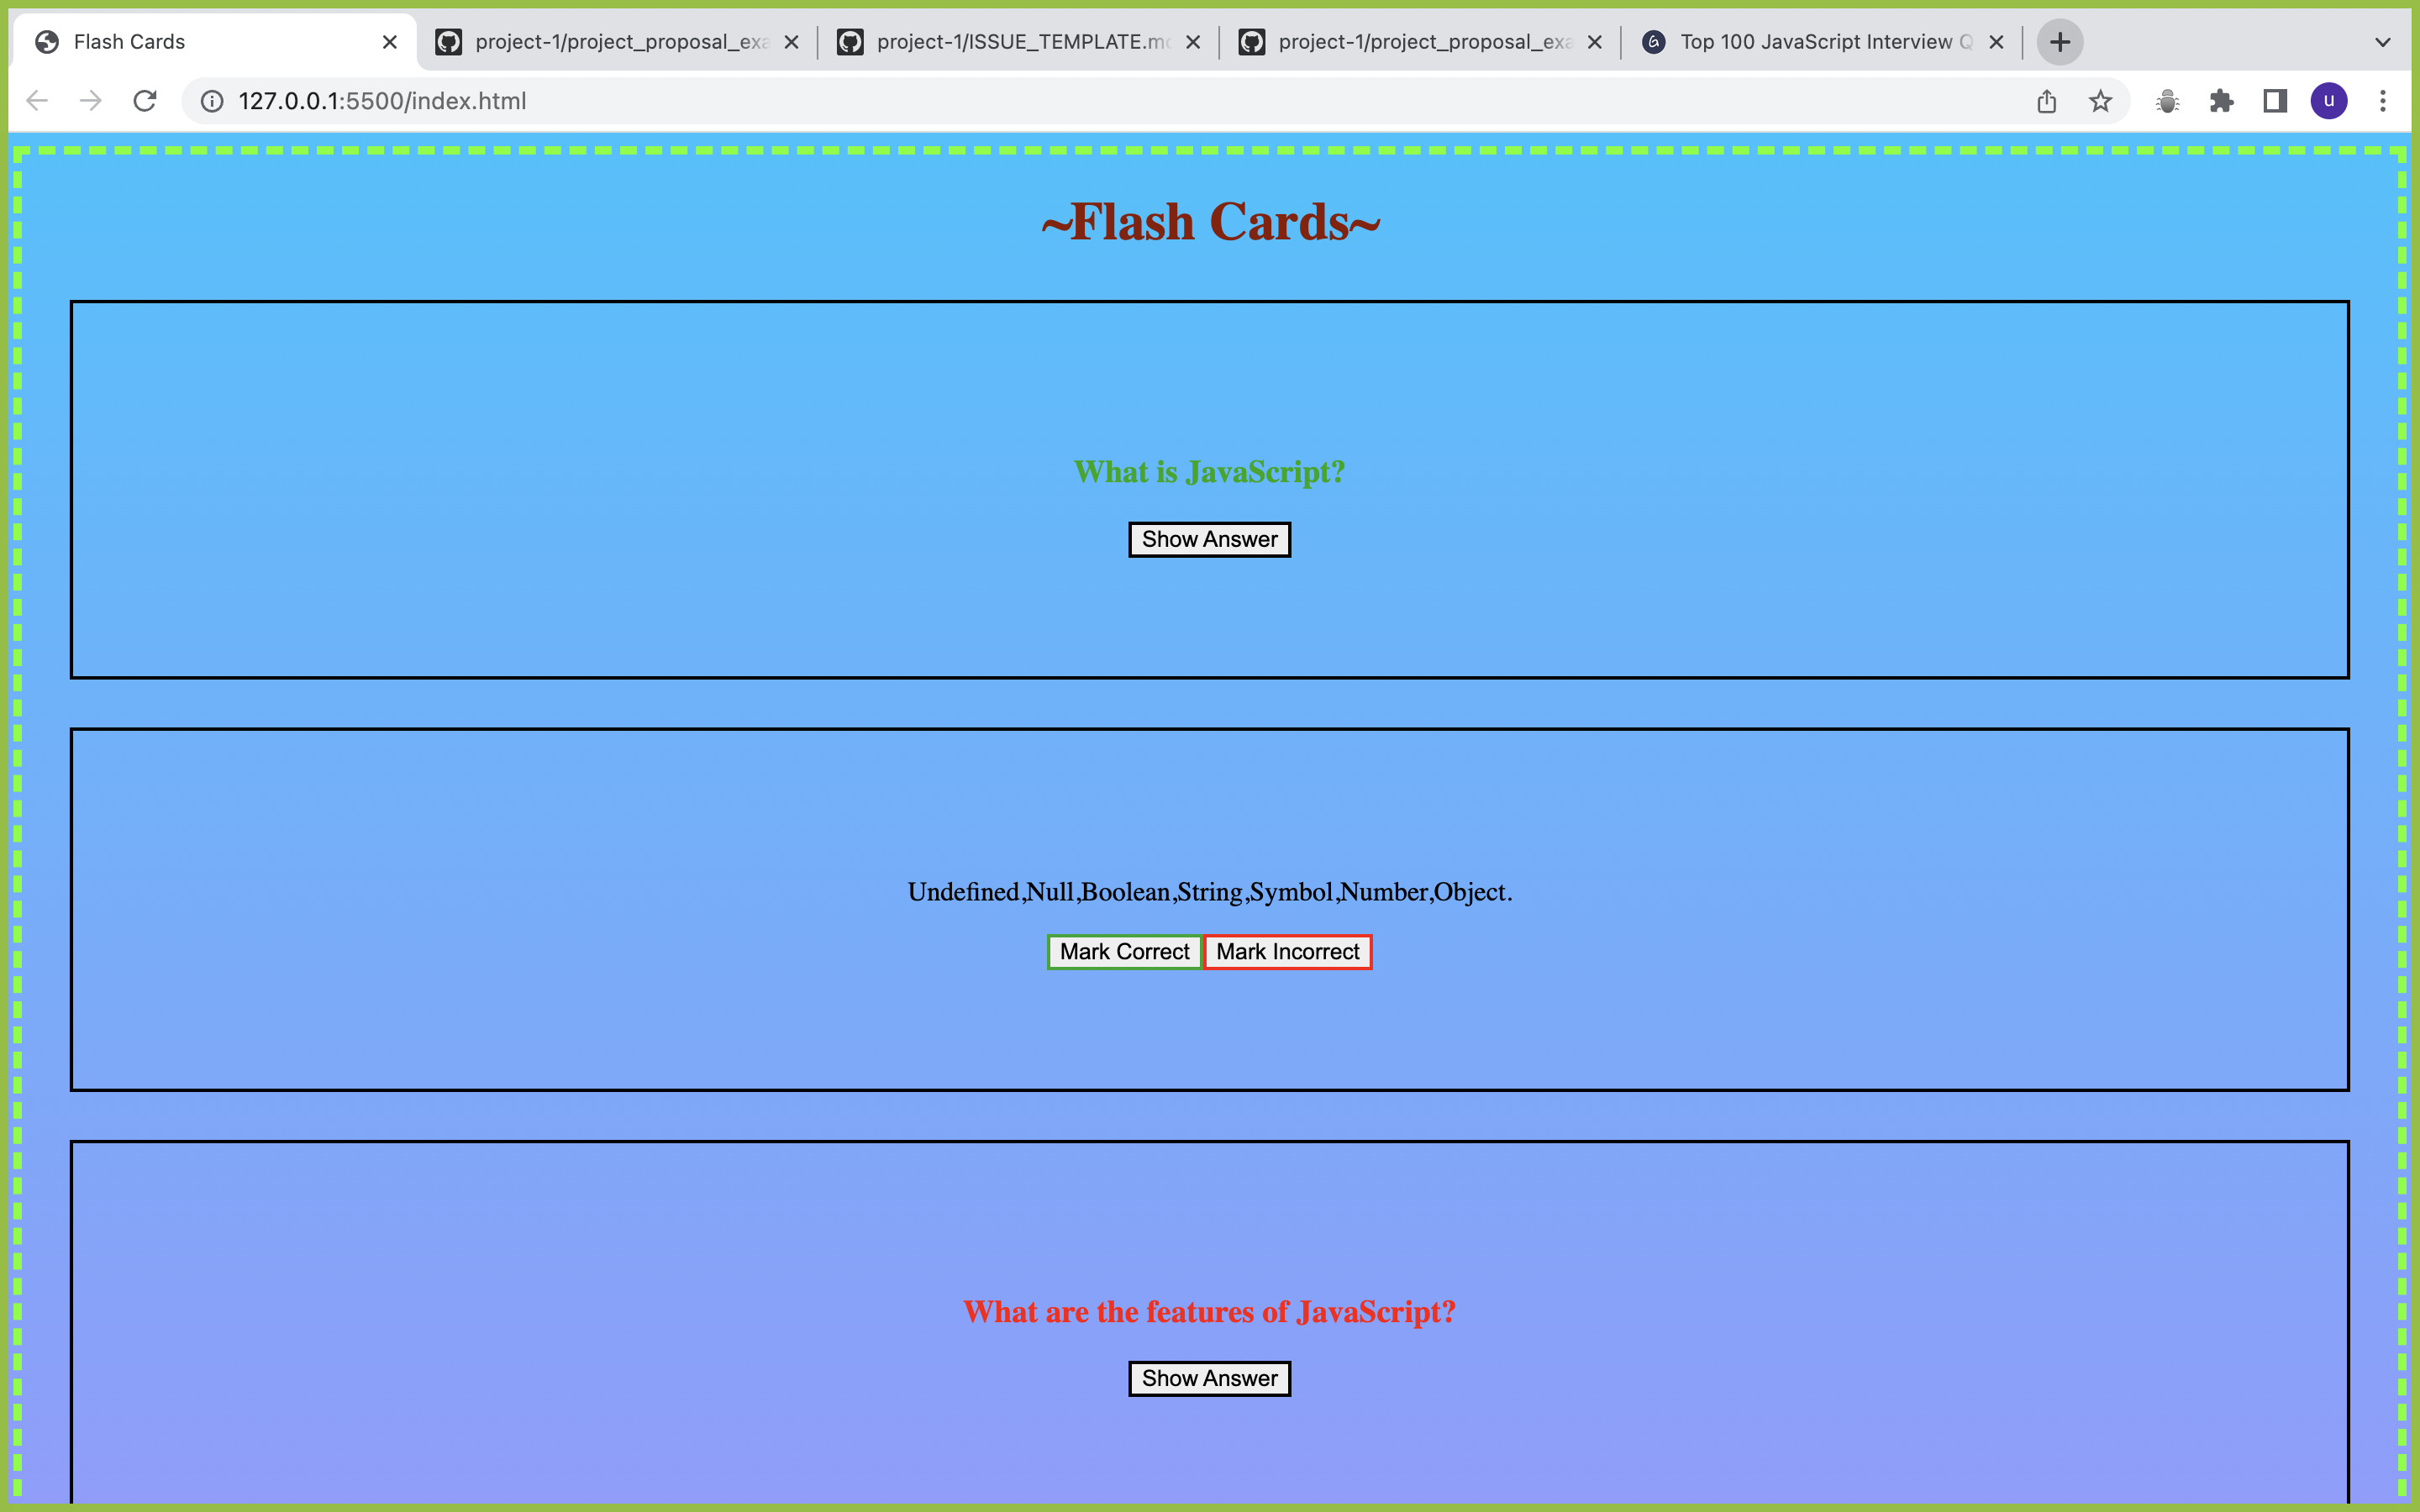 Flash Cards
project-1/project_proposal_exa
project-1/ISSUE_TEMPLATE.mc
project-1/project_proposal_exa
Top 100 JavaScript Interview Q
127.0.0.1:5500/index.html
u
~Flash Cards~
What is JavaScript?
Show Answer
Undefined,Null,Boolean,String,Symbol,Number,Object.
Mark Correct Mark Incorrect
What are the features of JavaScript?
Show Answer